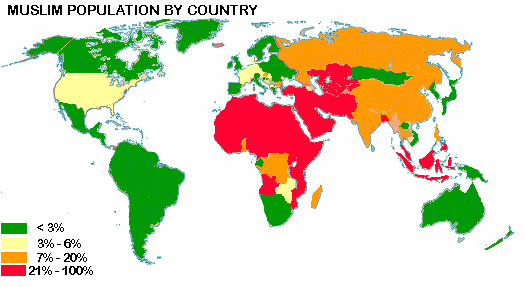 MUSLIM POPULATION BY COUNTRY
< 3%
3% - 6%
7% - 20%
21% - 100%